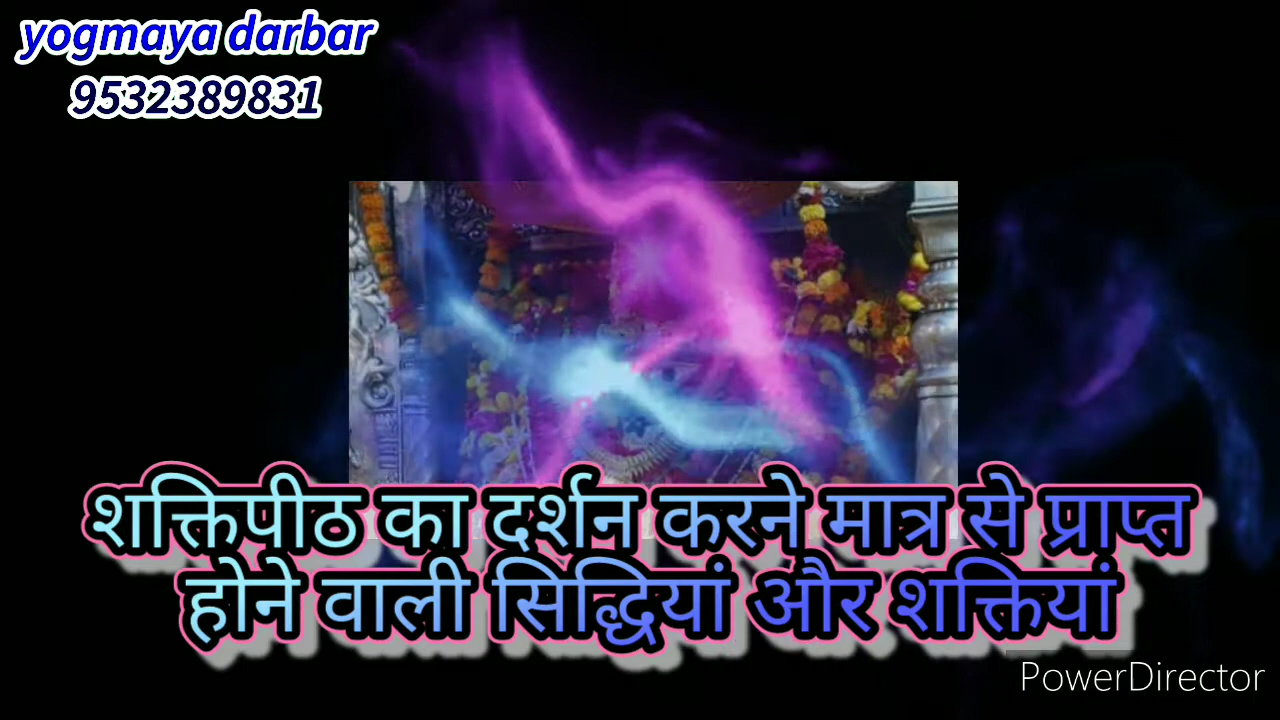 yogmaya darbar
9532389831
शक्तिपीठ का दर्शन करने मात्र से प्राप्त
होने वाली सिद्धियां और शक्तियां
PowerDirector